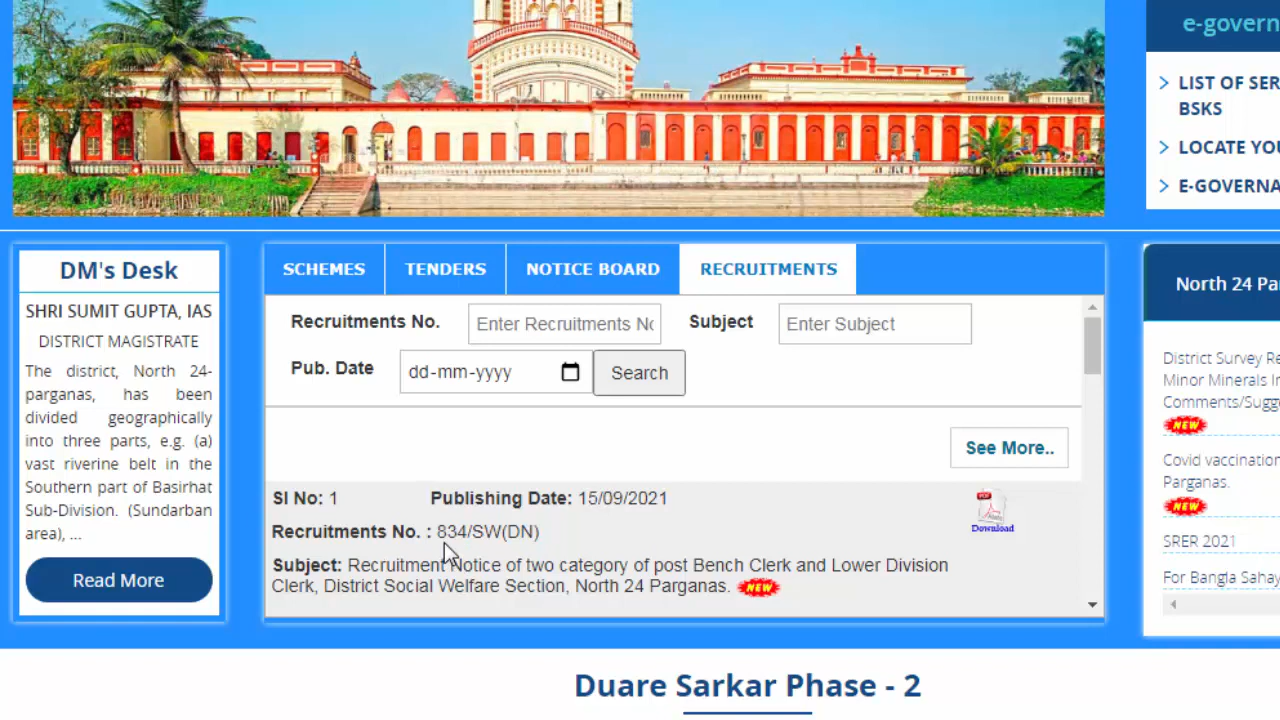 e-govern
LIST OF SER
BSKS
LOCATE YOU
E-GOVERNA
DM's Desk
SHRI SUMIT GUPTA, IAS
DISTRICT MAGISTRATE
The district, North 24-
parganas, has been
divided geographically
into three parts, e.g. (a)
vast riverine belt in the
Southern part of Basirhat
Sub-Division. (Sundarban
area), ...
Read More
SCHEMES TENDERS NOTICE BOARD RECRUITMENTS
Recruitments No. Enter Recruitments No Subject Enter Subject
Pub. Date dd-mm-yyyy Search
See More..
Sl No: 1 Publishing Date: 15/09/2021
PDF
Download
Recruitments No. : 834/SW(DN)
Subject: Recruitment Notice of two category of post Bench Clerk and Lower Division
Clerk, District Social Welfare Section, North 24 Parganas. NEW
North 24 Pa
District Survey Re
Minor Minerals In
Comments/Sugge
NEW
Covid vaccination
Parganas.
NEW
SRER 2021
For Bangla Sahay
Duare Sarkar Phase - 2